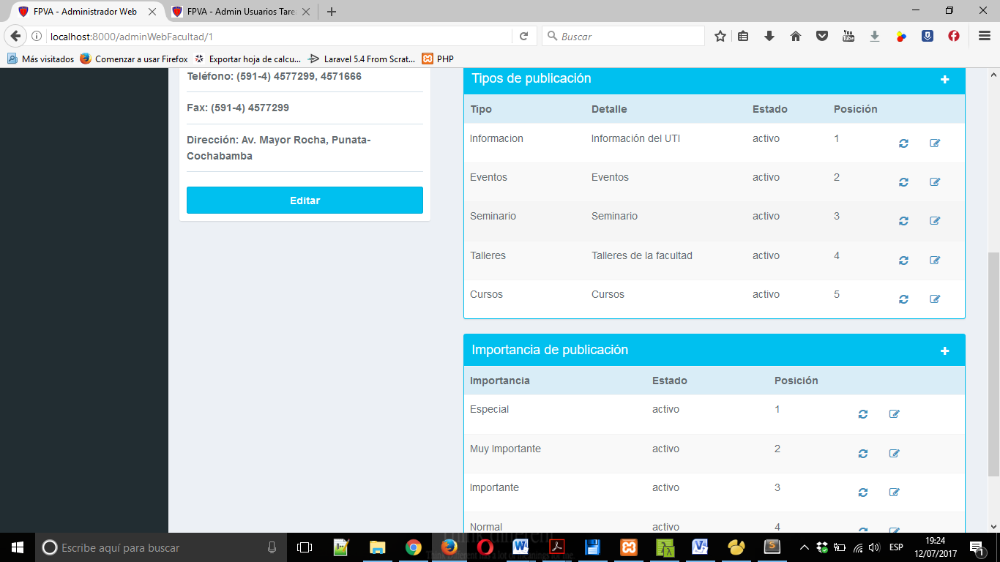 FPVA - Administrador Web
FPVA - Admin Usuarios Tare
localhost:8000/adminWebFacultad/1
Buscar
You Tube
Más visitados
Comenzar a usar Firefox
Exportar hoja de calcu...
Laravel 5.4 From Scrat...
PHP
Teléfono: (591-4) 4577299, 4571666
Fax: (591-4) 4577299
Dirección: Av. Mayor Rocha, Punata-
Cochabamba
Editar
Tipos de publicación
Tipo Detalle Estado Posición
Informacion Información del UTI activo 1
Eventos Eventos activo 2
Seminario Seminario activo 3
Talleres Talleres de la facultad activo 4
Cursos Cursos activo 5
Importancia de publicación
Importancia Estado Posición
Especial activo 1
Muy Importante activo 2
Importante activo 3
Normal activo 4
Escribe aquí para buscar
ESP
19:24
12/07/2017
1